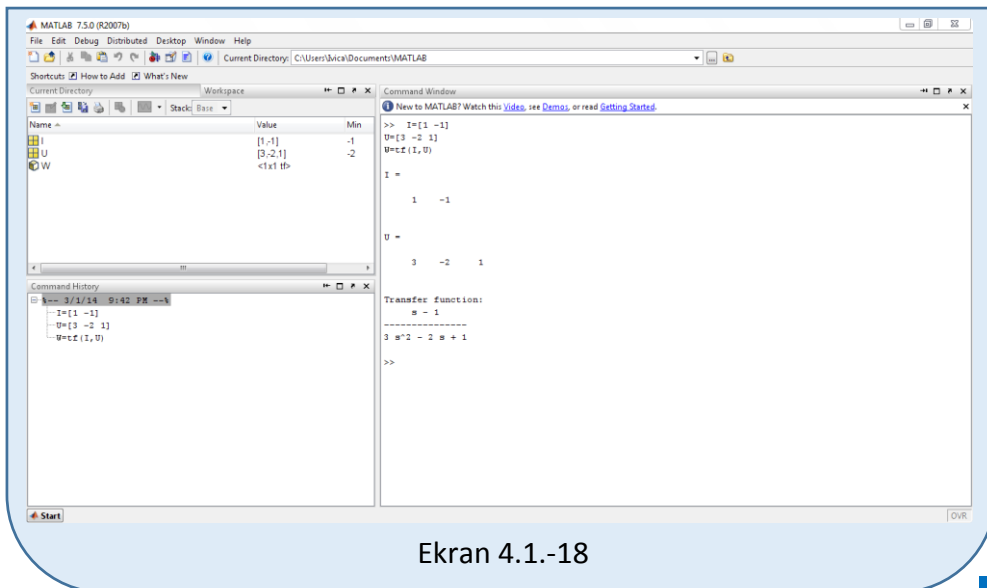 MATLAB 7.5.0 (R2007b)
File Edit Debug Distributed Desktop Window Help
Current Directory: C:\Users\Ivica\Documents\MATLAB
Shortcuts How to Add What's New
Current Directory Workspace
Stack: Base
Name Value Min
I [1,-1] -1
U [3,-2,1] -2
W <1x1 tf>
Command History
%-- 3/1/14 9:42 PM --%
I=[1 -1]
U=[3 -2 1]
W=tf(I,U)
Command Window
New to MATLAB? Watch this Video, see Demos, or read Getting Started.
>> I=[1 -1]
U=[3 -2 1]
W=tf(I,U)
I =
1 -1
U =
3 -2 1
Transfer function:
s - 1
---------------
3 s^2 - 2 s + 1
>>
Start
OVR
Ekran 4.1.-18